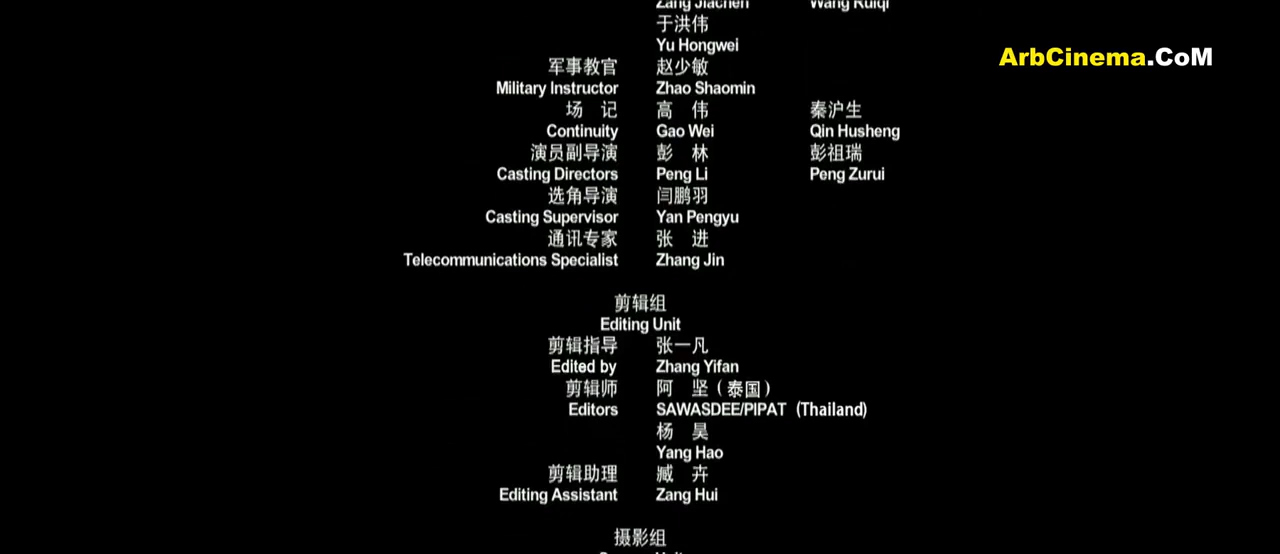 Zang Jiachen Wang Ruiqi
于洪伟
Yu Hongwei
ArbCinema.CoM
军事教官 赵少敏
Military Instructor Zhao Shaomin
场 记 高 伟 秦沪生
Continuity Gao Wei Qin Husheng
演员副导演 彭 林 彭祖瑞
Casting Directors Peng Li Peng Zurui
选角导演 闫鹏羽
Casting Supervisor Yan Pengyu
通讯专家 张 进
Telecommunications Specialist Zhang Jin
剪辑组
Editing Unit
剪辑指导 张一凡
Edited by Zhang Yifan
剪辑师 阿 坚（泰国）
Editors SAWASDEE/PIPAT (Thailand)
杨 昊
Yang Hao
剪辑助理 臧 卉
Editing Assistant Zang Hui
摄影组